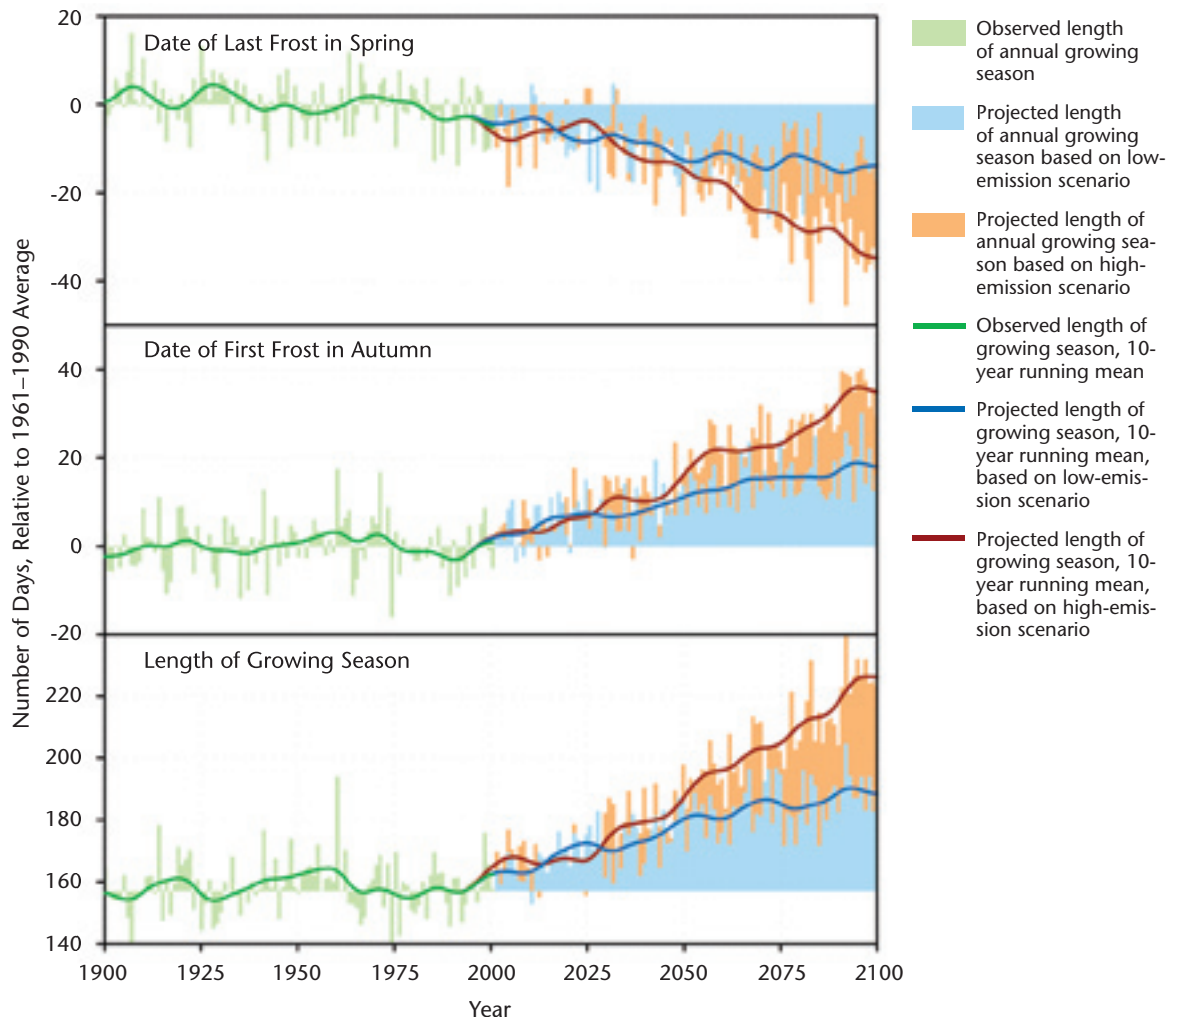 20
0
-20
-40
Date of Last Frost in Spring
40
20
0
-20
Date of First Frost in Autumn
220
200
180
160
140
Length of Growing Season
1900 1925 1950 1975 2000 2025 2050 2075 2100
Year
Number of Days, Relative to 1961–1990 Average
Observed length
of annual growing
season
Projected length
of annual growing
season based on low-
emission scenario
Projected length of
annual growing sea-
son based on high-
emission scenario
Observed length of
growing season, 10-
year running mean
Projected length of
growing season, 10-
year running mean,
based on low-emis-
sion scenario
Projected length of
growing season, 10-
year running mean,
based on high-emis-
sion scenario